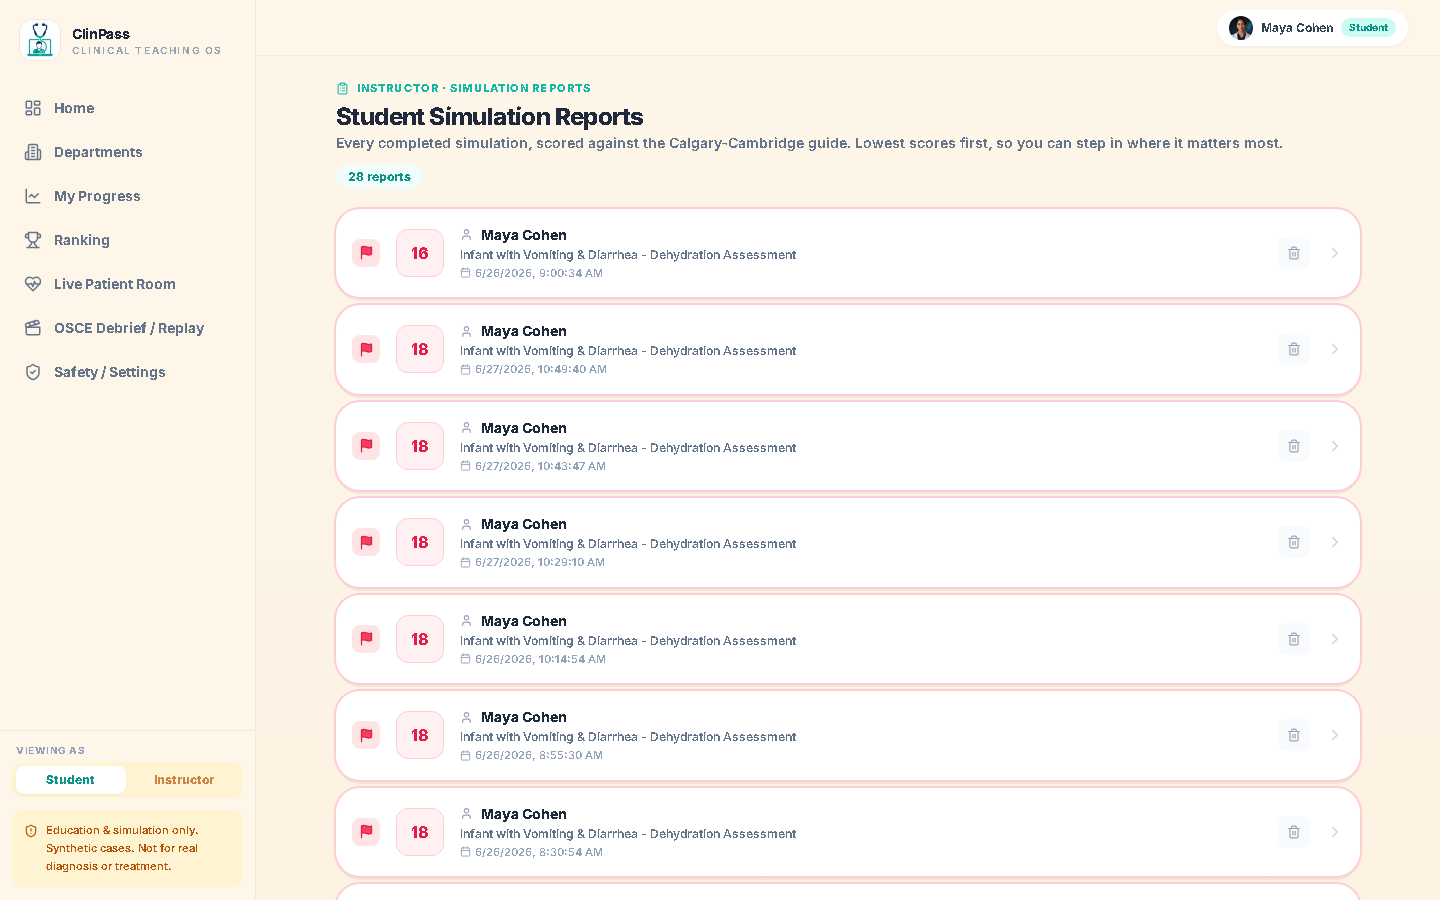 ClinPass
CLINICAL TEACHING OS
Home
Departments
My Progress
Ranking
Live Patient Room
OSCE Debrief / Replay
Safety / Settings
VIEWING AS
Student
Instructor
Education & simulation only.
Synthetic cases. Not for real
diagnosis or treatment.
Maya Cohen
Student
INSTRUCTOR · SIMULATION REPORTS
Student Simulation Reports
Every completed simulation, scored against the Calgary-Cambridge guide. Lowest scores first, so you can step in where it matters most.
28 reports
16
Maya Cohen
Infant with Vomiting & Diarrhea - Dehydration Assessment
6/26/2026, 9:00:34 AM
18
Maya Cohen
Infant with Vomiting & Diarrhea - Dehydration Assessment
6/27/2026, 10:49:40 AM
18
Maya Cohen
Infant with Vomiting & Diarrhea - Dehydration Assessment
6/27/2026, 10:43:47 AM
18
Maya Cohen
Infant with Vomiting & Diarrhea - Dehydration Assessment
6/27/2026, 10:29:10 AM
18
Maya Cohen
Infant with Vomiting & Diarrhea - Dehydration Assessment
6/26/2026, 10:14:54 AM
18
Maya Cohen
Infant with Vomiting & Diarrhea - Dehydration Assessment
6/26/2026, 8:55:30 AM
18
Maya Cohen
Infant with Vomiting & Diarrhea - Dehydration Assessment
6/26/2026, 8:30:54 AM